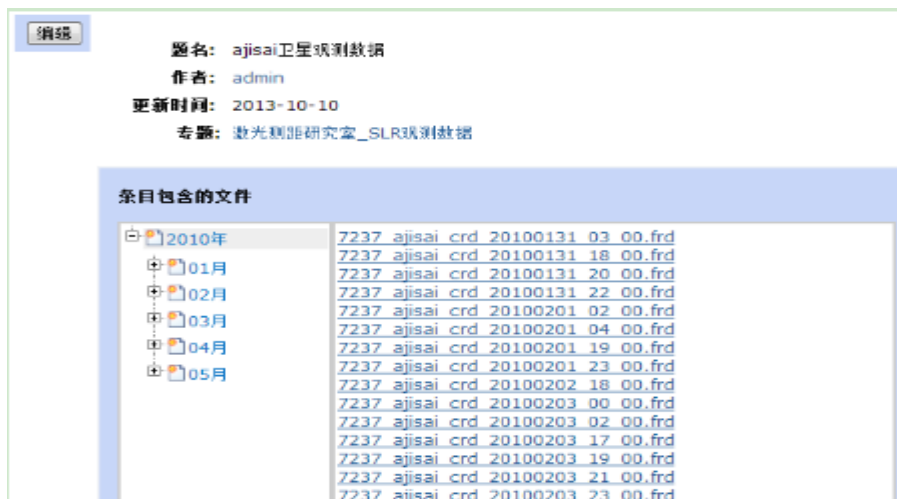 编辑
题名: ajisai卫星观测数据
作者: admin
更新时间: 2013-10-10
专题: 激光测距研究室_SLR观测数据
条目包含的文件
2010年
01月
02月
03月
04月
05月
7237_ajisai_crd_20100131_03_00.frd
7237_ajisai_crd_20100131_18_00.frd
7237_ajisai_crd_20100131_20_00.frd
7237_ajisai_crd_20100131_22_00.frd
7237_ajisai_crd_20100201_02_00.frd
7237_ajisai_crd_20100201_04_00.frd
7237_ajisai_crd_20100201_19_00.frd
7237_ajisai_crd_20100201_23_00.frd
7237_ajisai_crd_20100202_18_00.frd
7237_ajisai_crd_20100203_00_00.frd
7237_ajisai_crd_20100203_02_00.frd
7237_ajisai_crd_20100203_17_00.frd
7237_ajisai_crd_20100203_19_00.frd
7237_ajisai_crd_20100203_21_00.frd
7237_ajisai_crd_20100203_23_00.frd